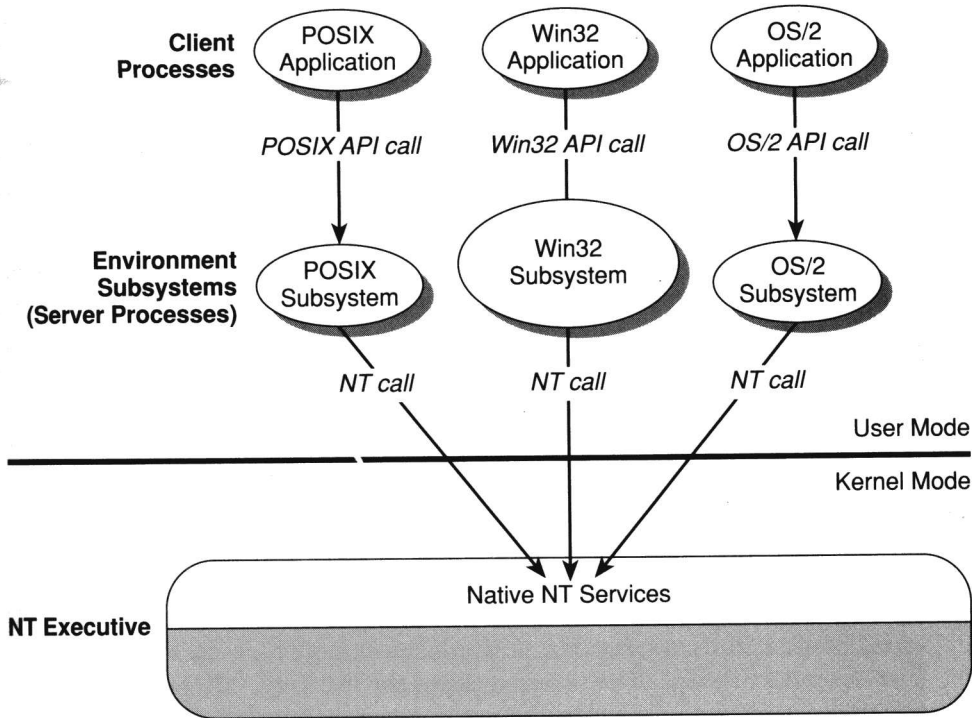 Client
Processes
POSIX
Application
Win32
Application
OS/2
Application
POSIX API call
Win32 API call
OS/2 API call
Environment
Subsystems
(Server Processes)
POSIX
Subsystem
Win32
Subsystem
OS/2
Subsystem
NT call
NT call
NT call
User Mode
Kernel Mode
Native NT Services
NT Executive